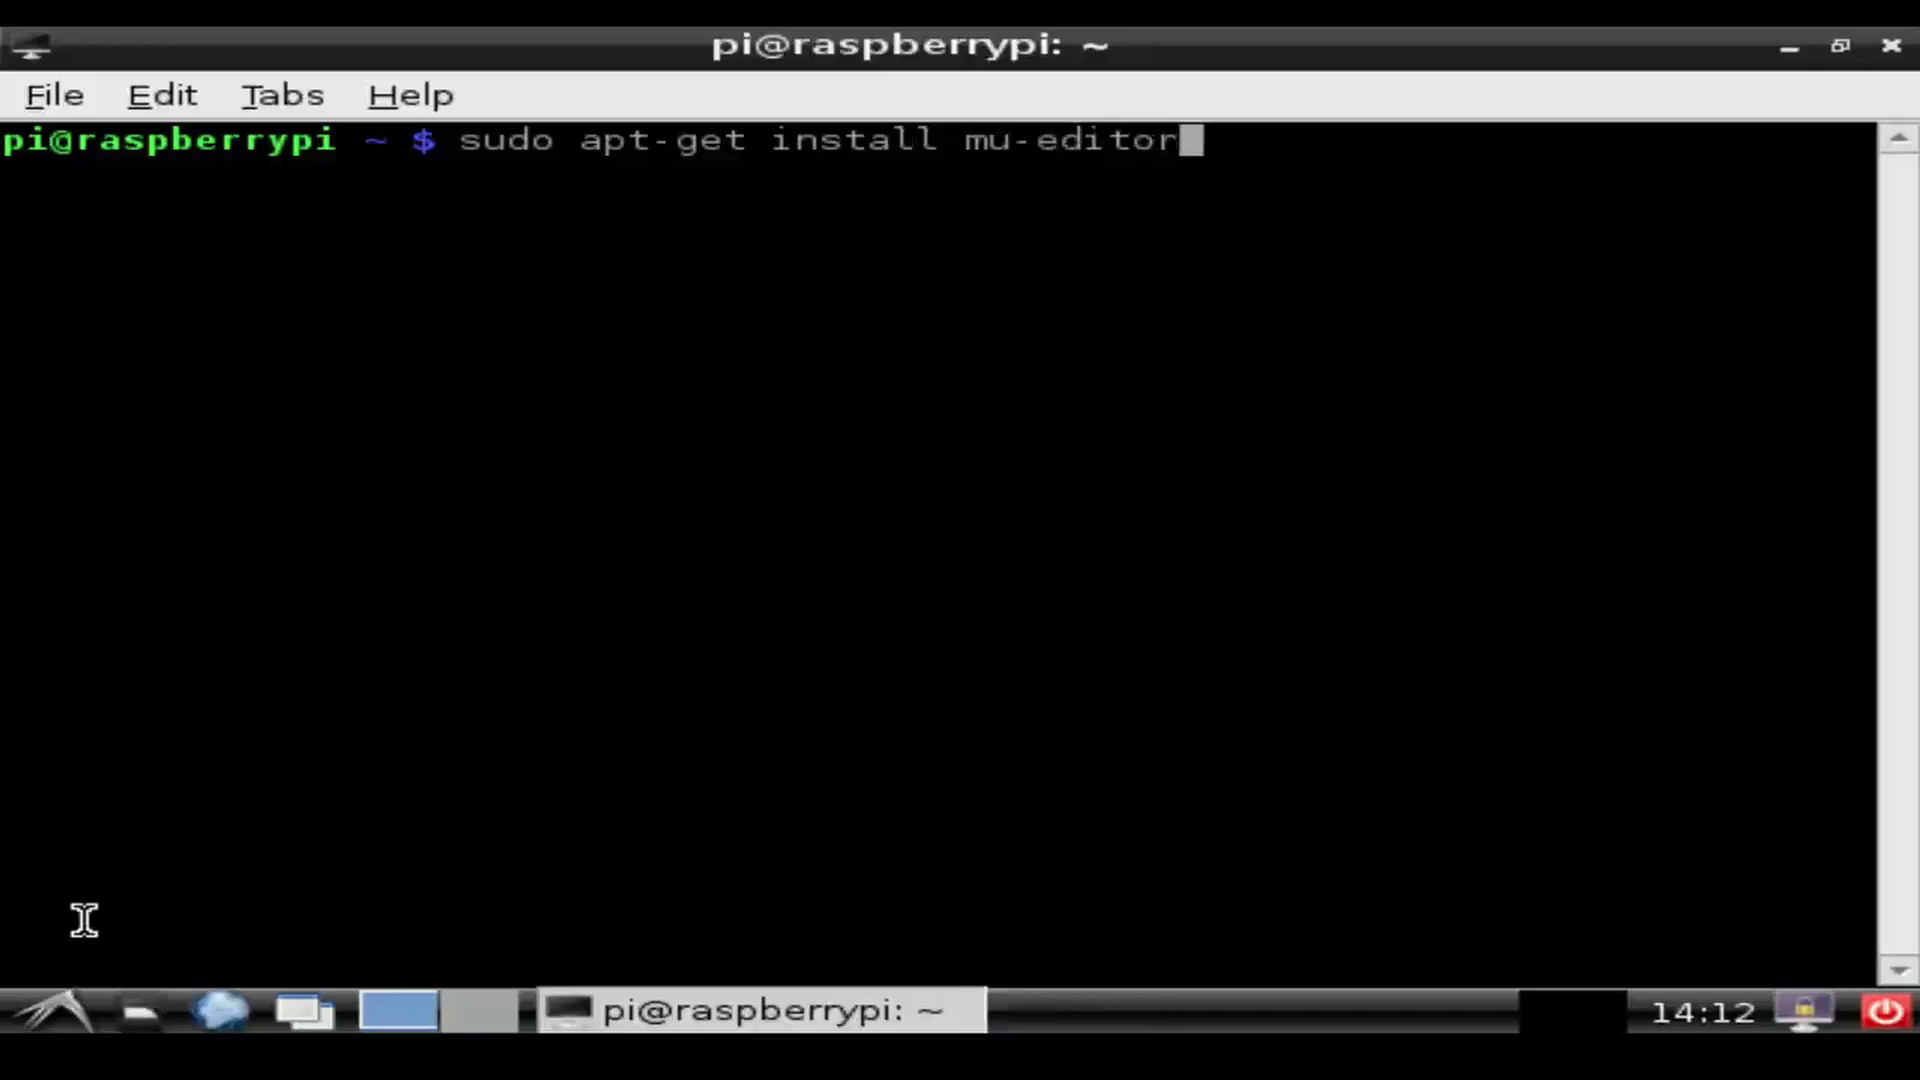 pi@raspberrypi: ~
File Edit Tabs Help
pi@raspberrypi ~ $ sudo apt-get install mu-editor
pi@raspberrypi: ~
14:12